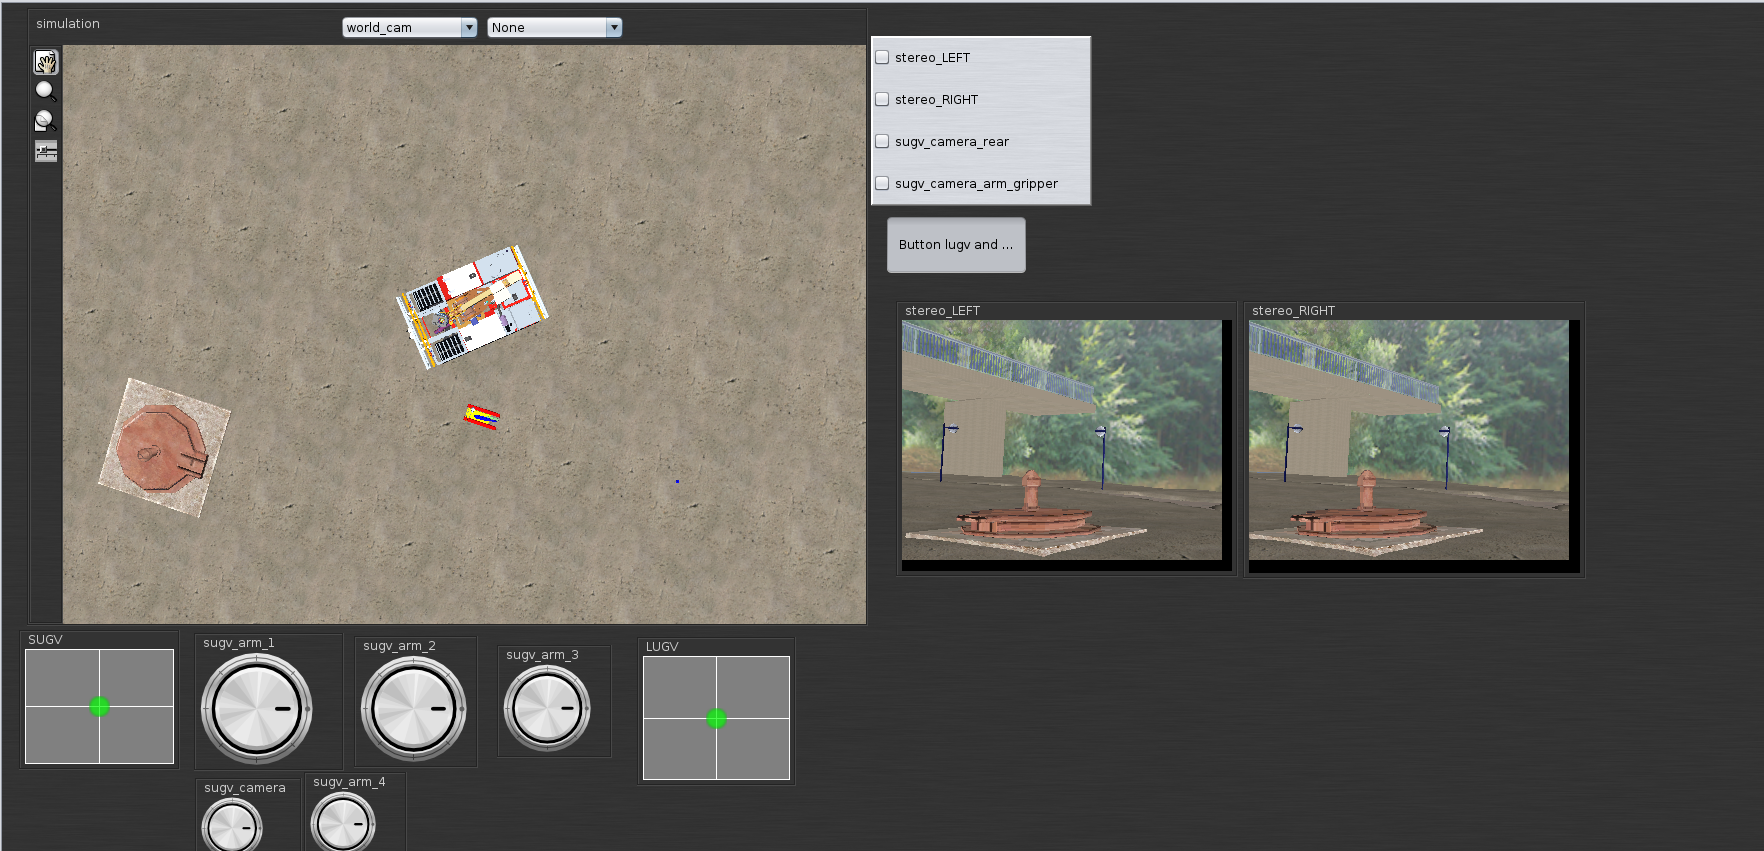 simulation
world_cam
None
stereo_LEFT
stereo_RIGHT
sugv_camera_rear
sugv_camera_arm_gripper
Button lugv and ...
stereo_LEFT
stereo_RIGHT
SUGV
sugv_arm_1
sugv_arm_2
sugv_arm_3
LUGV
sugv_camera
sugv_arm_4